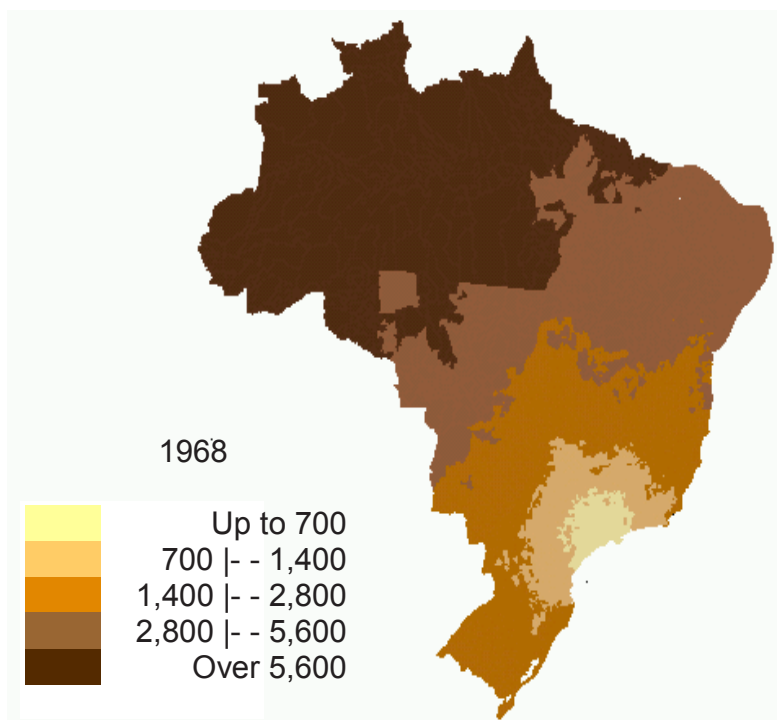 1968
Up to 700
700 |- - 1,400
1,400 |- - 2,800
2,800 |- - 5,600
Over 5,600